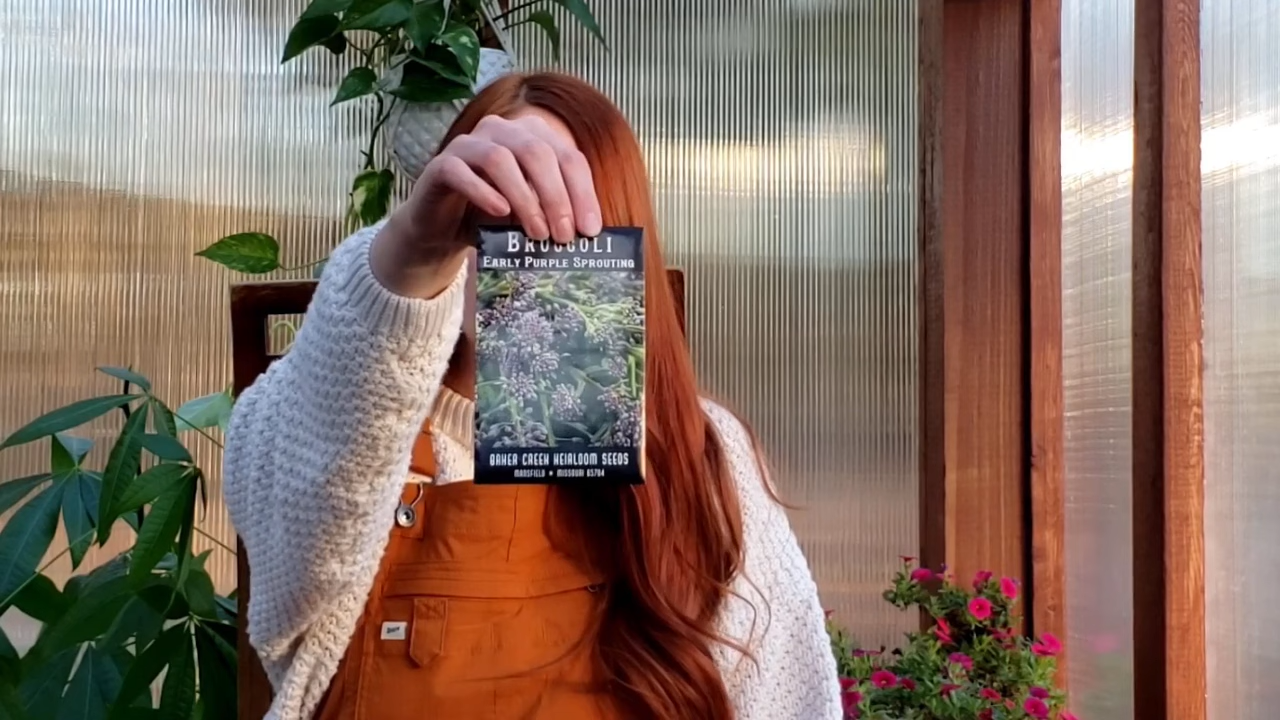 BROCCOLI
EARLY PURPLE SPROUTING
BAKER CREEK HEIRLOOM SEEDS
MANSFIELD ★ MISSOURI 65704